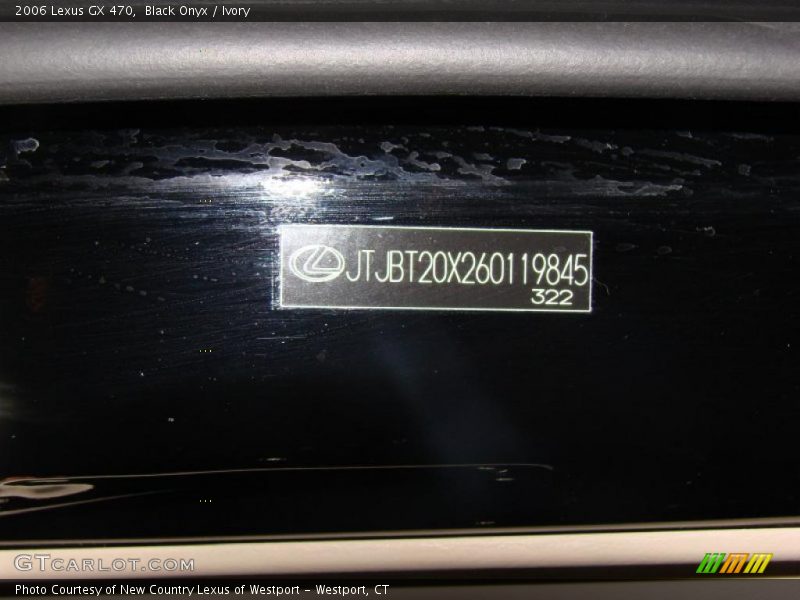 2006 Lexus GX 470, Black Onyx / Ivory
JTJBT20X260119845
322
GTCARLOT.COM
Photo Courtesy of New Country Lexus of Westport - Westport, CT